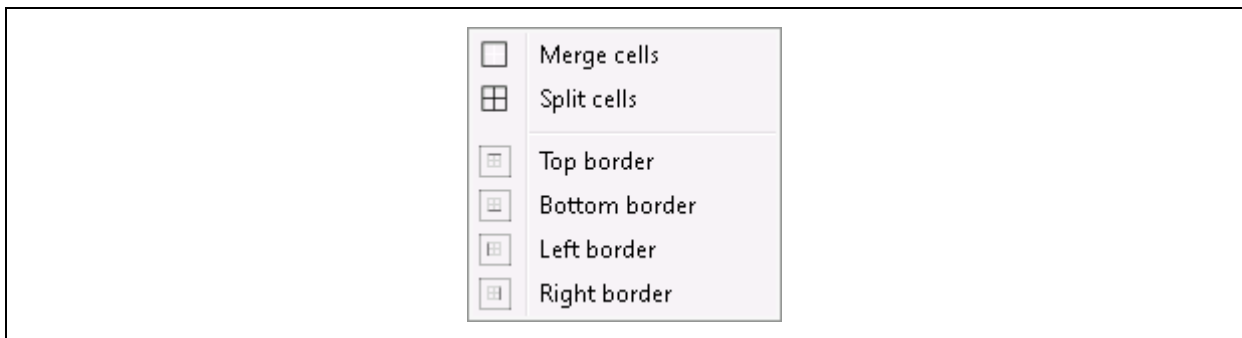 Merge cells
Split cells
Top border
Bottom border
Left border
Right border